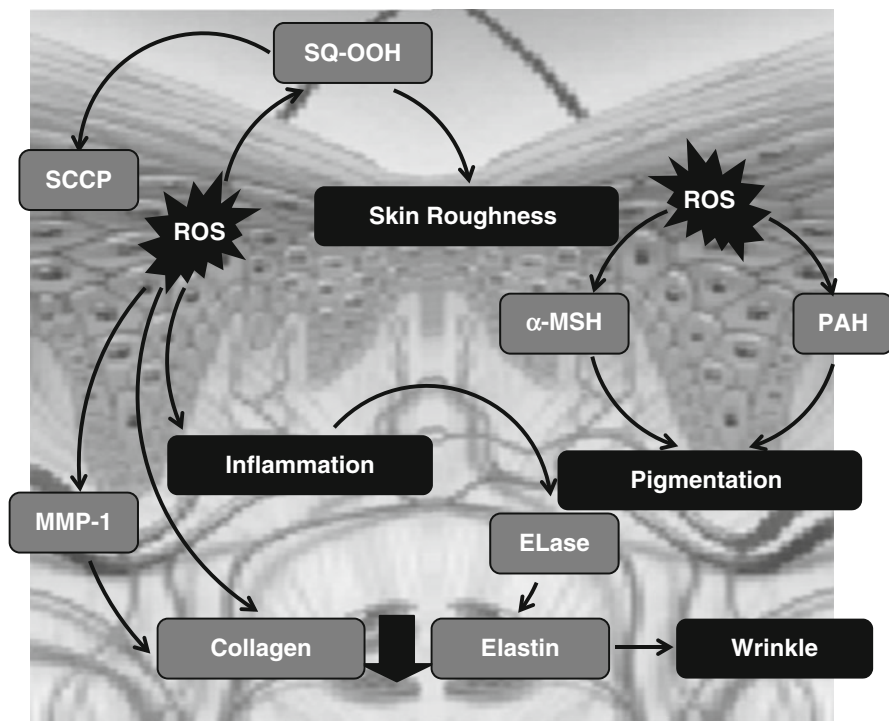 SQ-OOH
SCCP
ROS
Skin Roughness
ROS
α-MSH
PAH
Inflammation
Pigmentation
MMP-1
ELase
Collagen
Elastin
Wrinkle